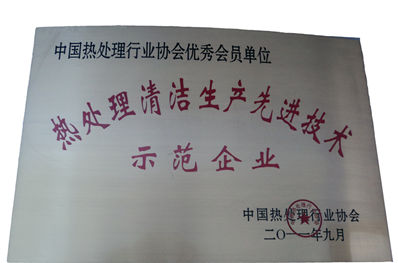 中国热处理行业协会优秀会员单位
热处理清洁生产先进技术
示范企业
中国热处理行业协会
二〇一一年九月